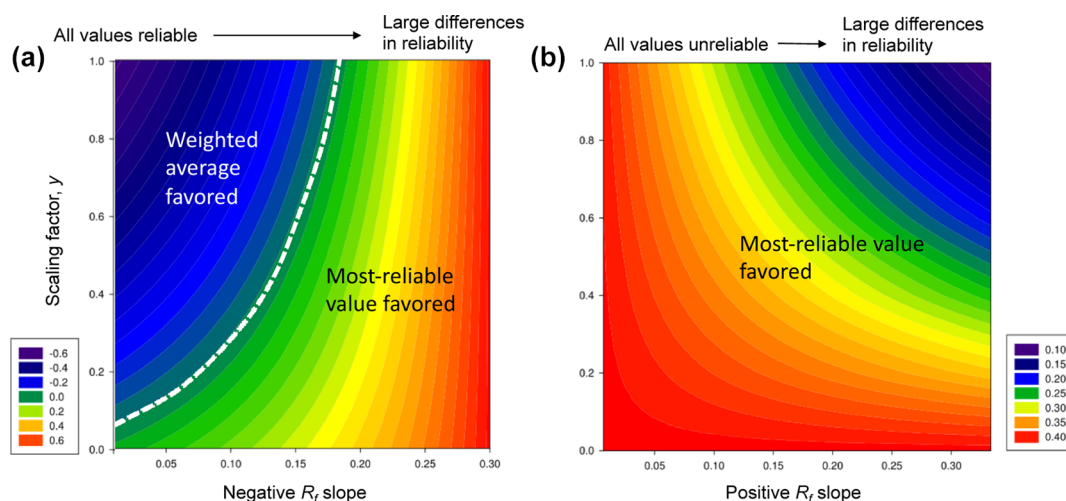 All values reliable
Large differences
in reliability
(a)
Weighted
average
favored
Most-reliable
value favored
Scaling factor, y
1.0
0.8
0.6
0.4
0.2
0.0
0.05
0.10
0.15
0.20
0.25
0.30
Negative Rf slope
-0.6
-0.4
-0.2
0.0
0.2
0.4
0.6
All values unreliable
Large differences
in reliability
(b)
Most-reliable value
favored
1.0
0.8
0.6
0.4
0.2
0.0
0.05
0.10
0.15
0.20
0.25
0.30
Positive Rf slope
0.10
0.15
0.20
0.25
0.30
0.35
0.40